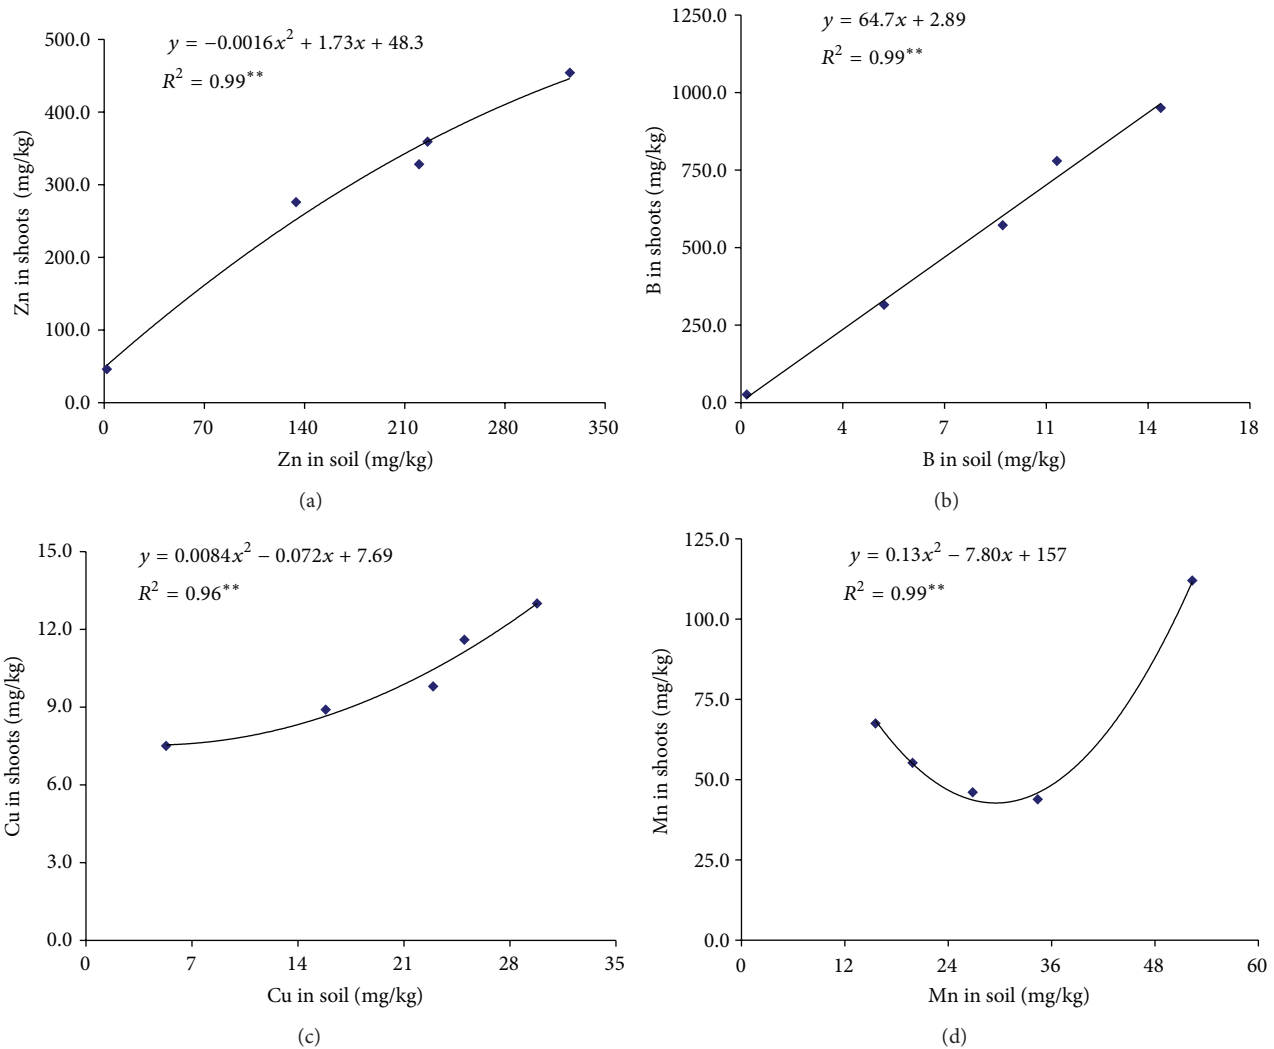 y = −0.0016x² + 1.73x + 48.3
R² = 0.99**
500.0
400.0
300.0
200.0
100.0
0.0
Zn in shoots (mg/kg)
0 70 140 210 280 350
Zn in soil (mg/kg)
(a)
y = 64.7x + 2.89
R² = 0.99**
1250.0
1000.0
750.0
500.0
250.0
0.0
B in shoots (mg/kg)
0 4 7 11 14 18
B in soil (mg/kg)
(b)
y = 0.0084x² − 0.072x + 7.69
R² = 0.96**
15.0
12.0
9.0
6.0
3.0
0.0
Cu in shoots (mg/kg)
0 7 14 21 28 35
Cu in soil (mg/kg)
(c)
y = 0.13x² − 7.80x + 157
R² = 0.99**
125.0
100.0
75.0
50.0
25.0
0.0
Mn in shoots (mg/kg)
0 12 24 36 48 60
Mn in soil (mg/kg)
(d)